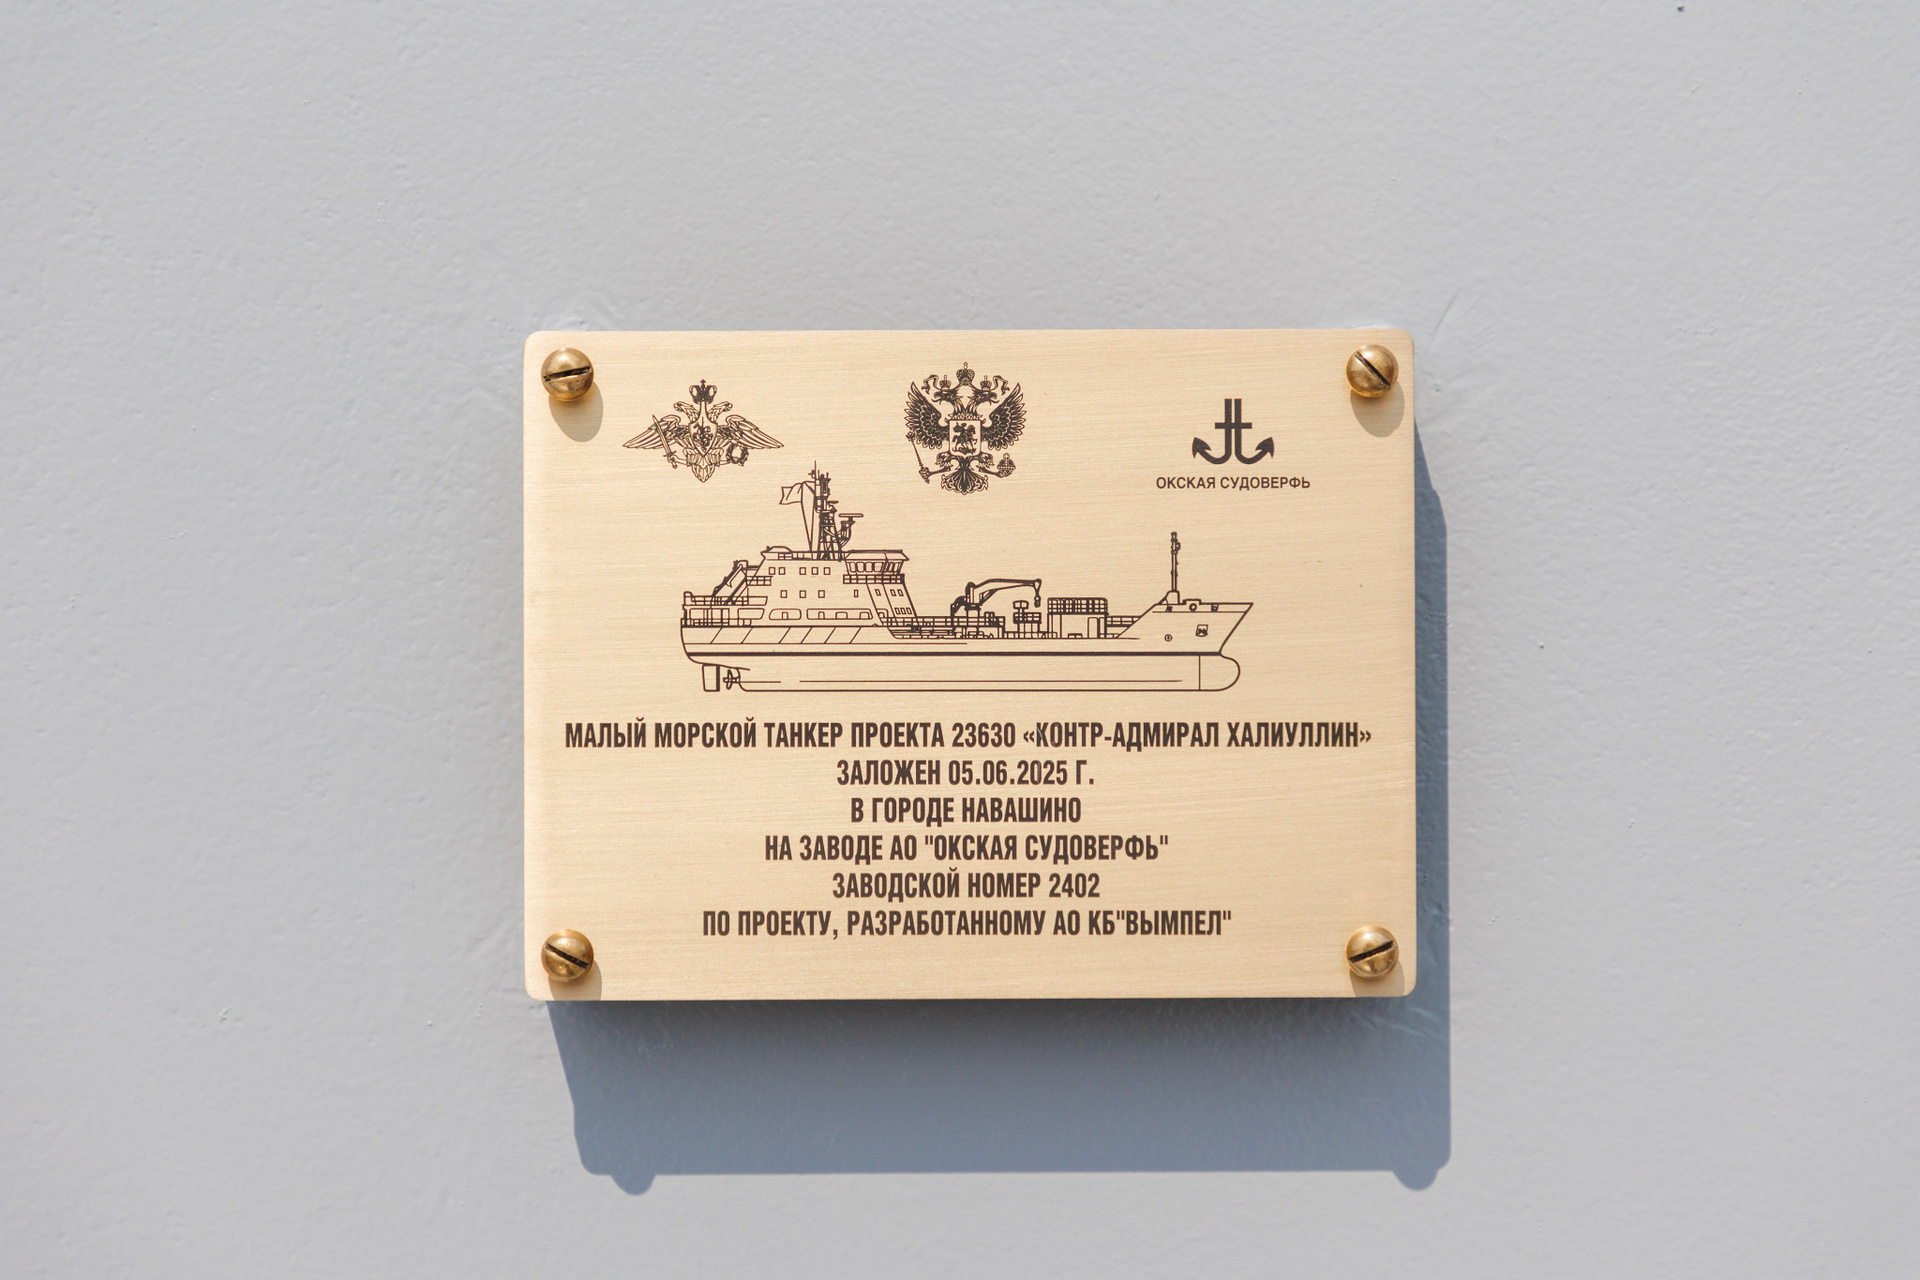 ОКСКАЯ СУДОВЕРФЬ
МАЛЫЙ МОРСКОЙ ТАНКЕР ПРОЕКТА 23630 «КОНТР-АДМИРАЛ ХАЛИУЛЛИН»
ЗАЛОЖЕН 05.06.2025 Г.
В ГОРОДЕ НАВАШИНО
НА ЗАВОДЕ АО "ОКСКАЯ СУДОВЕРФЬ"
ЗАВОДСКОЙ НОМЕР 2402
ПО ПРОЕКТУ, РАЗРАБОТАННОМУ АО КБ"ВЫМПЕЛ"